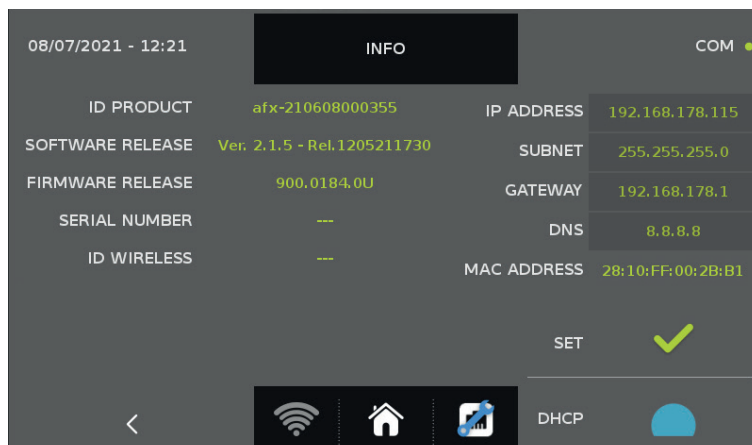 08/07/2021 - 12:21 INFO COM
ID PRODUCT afx-210608000355
SOFTWARE RELEASE Ver. 2.1.5 - Rel.1205211730
FIRMWARE RELEASE 900.0184.0U
SERIAL NUMBER ---
ID WIRELESS ---
IP ADDRESS 192.168.178.115
SUBNET 255.255.255.0
GATEWAY 192.168.178.1
DNS 8.8.8.8
MAC ADDRESS 28:10:FF:00:2B:B1
SET
DHCP